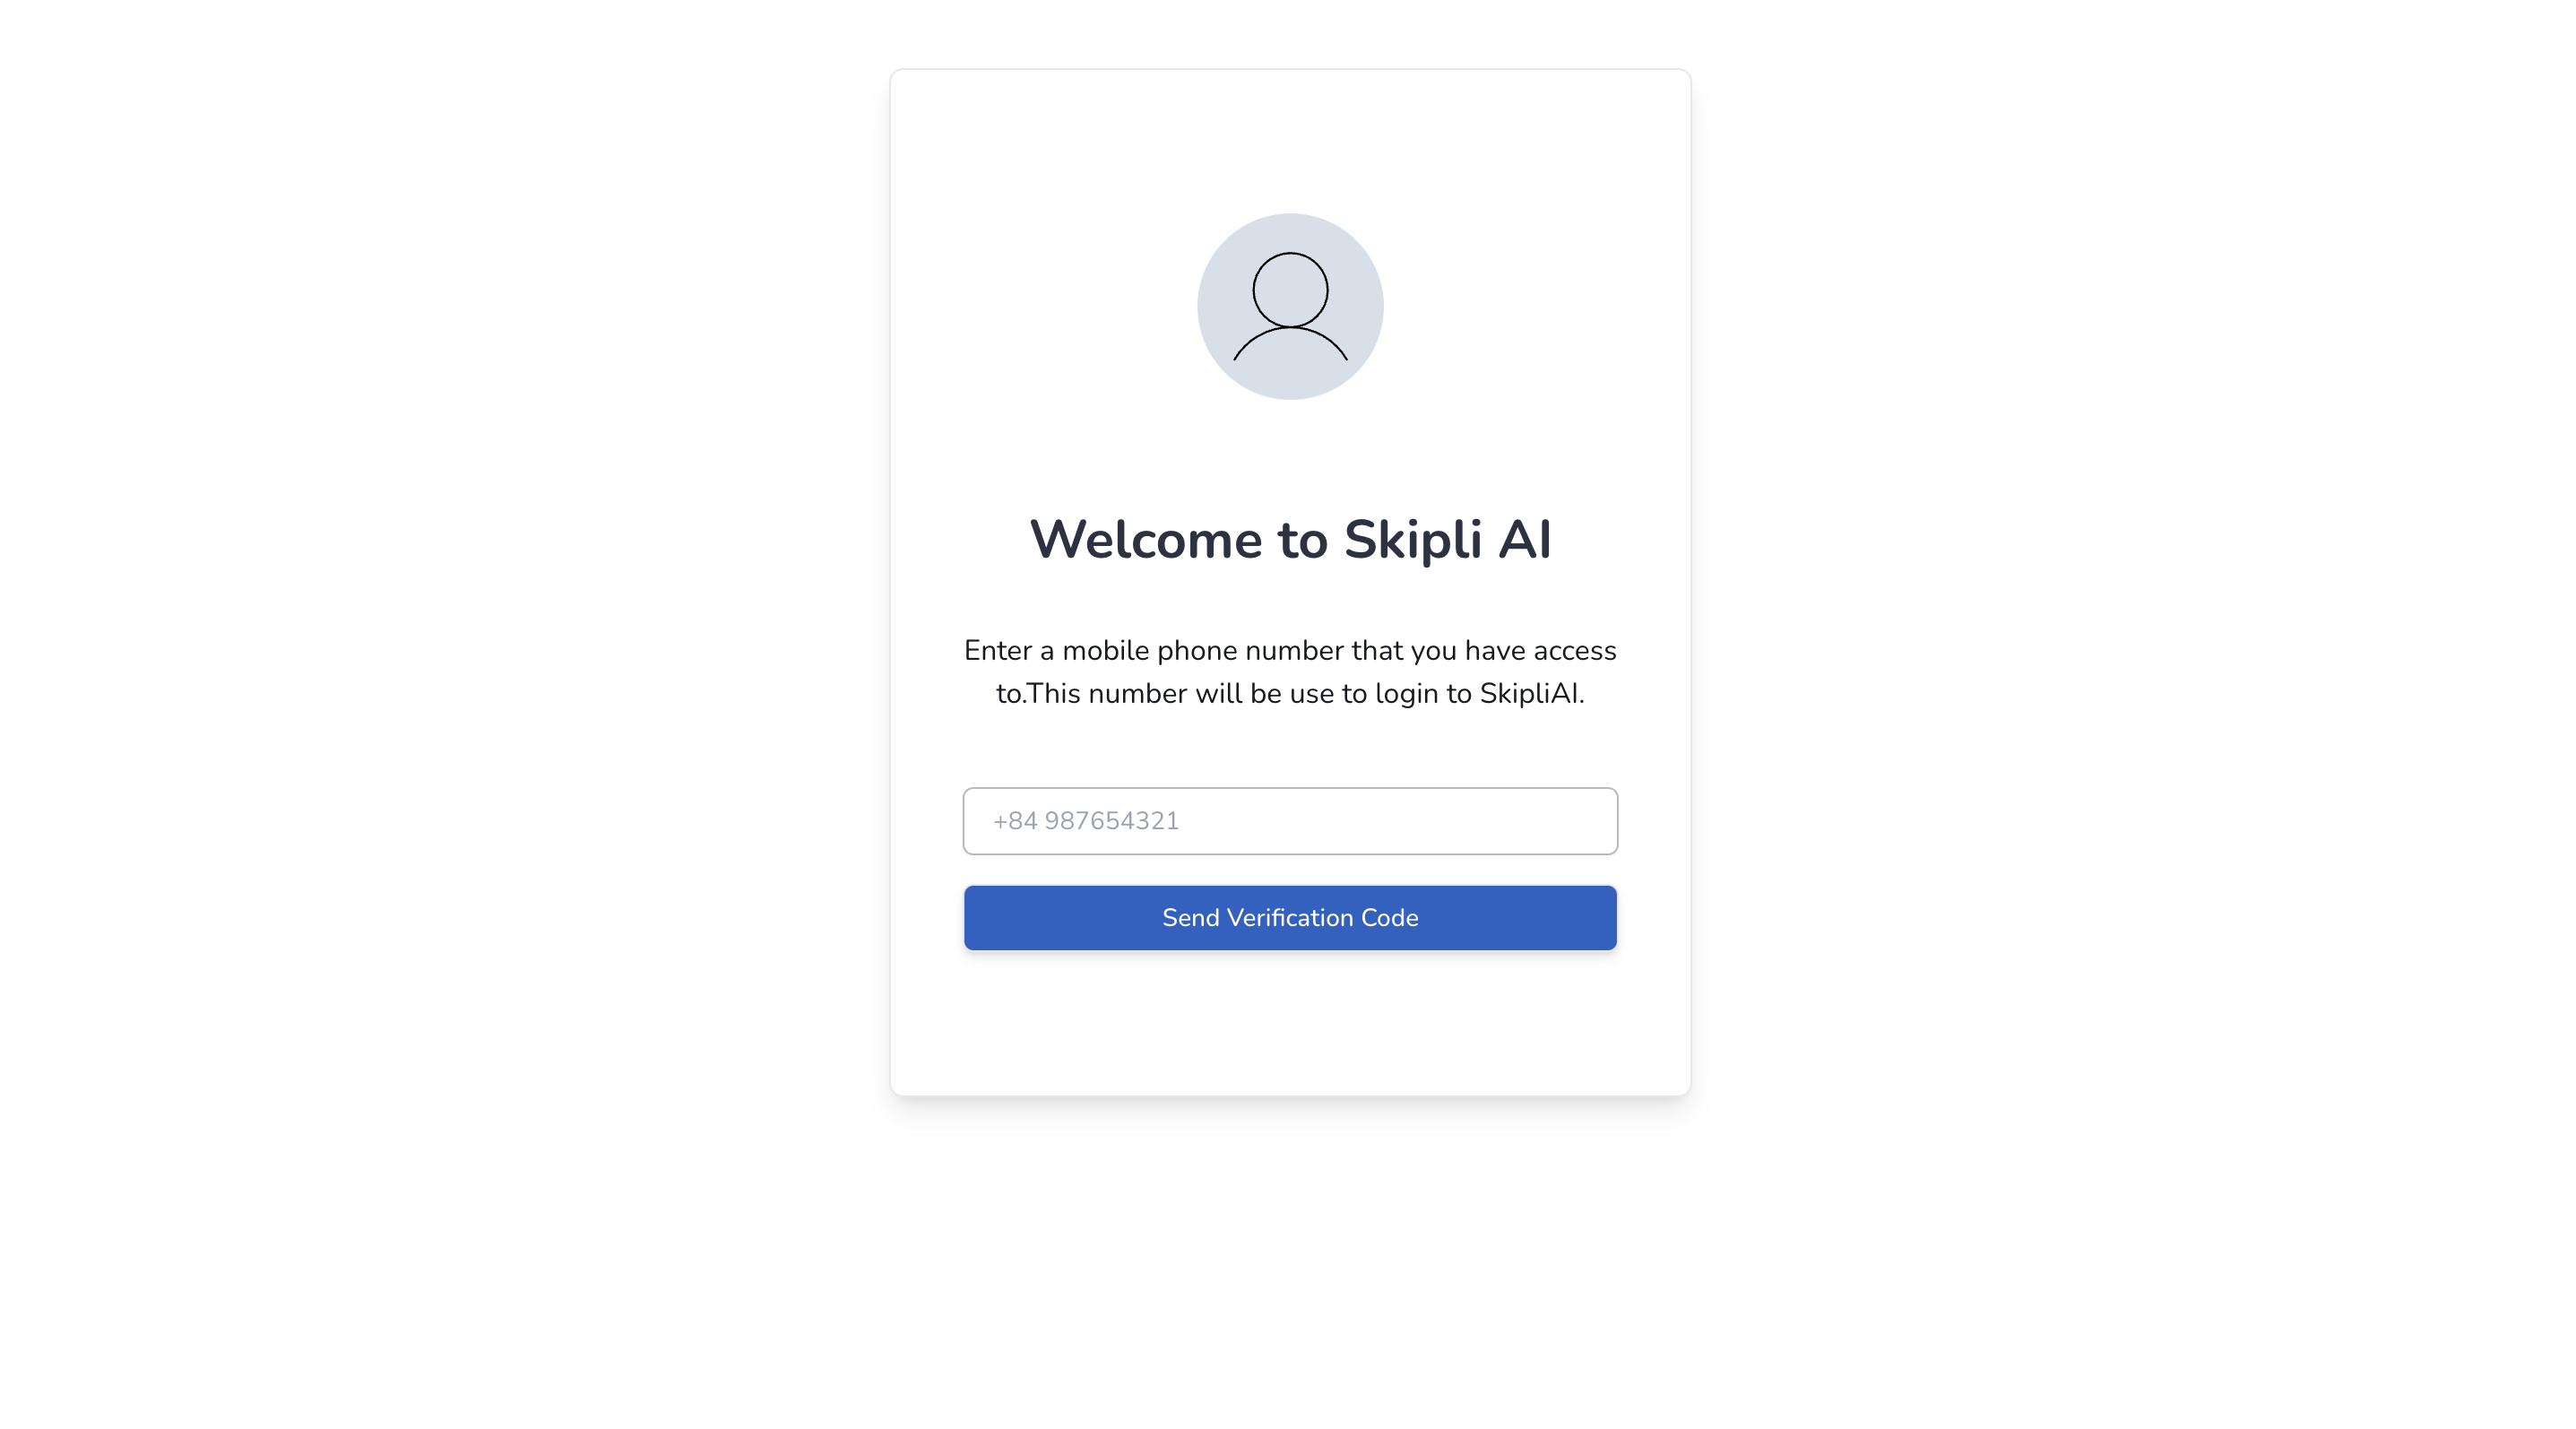 Welcome to Skipli AI
Enter a mobile phone number that you have access
to.This number will be use to login to SkipliAI.
+84 987654321
Send Verification Code